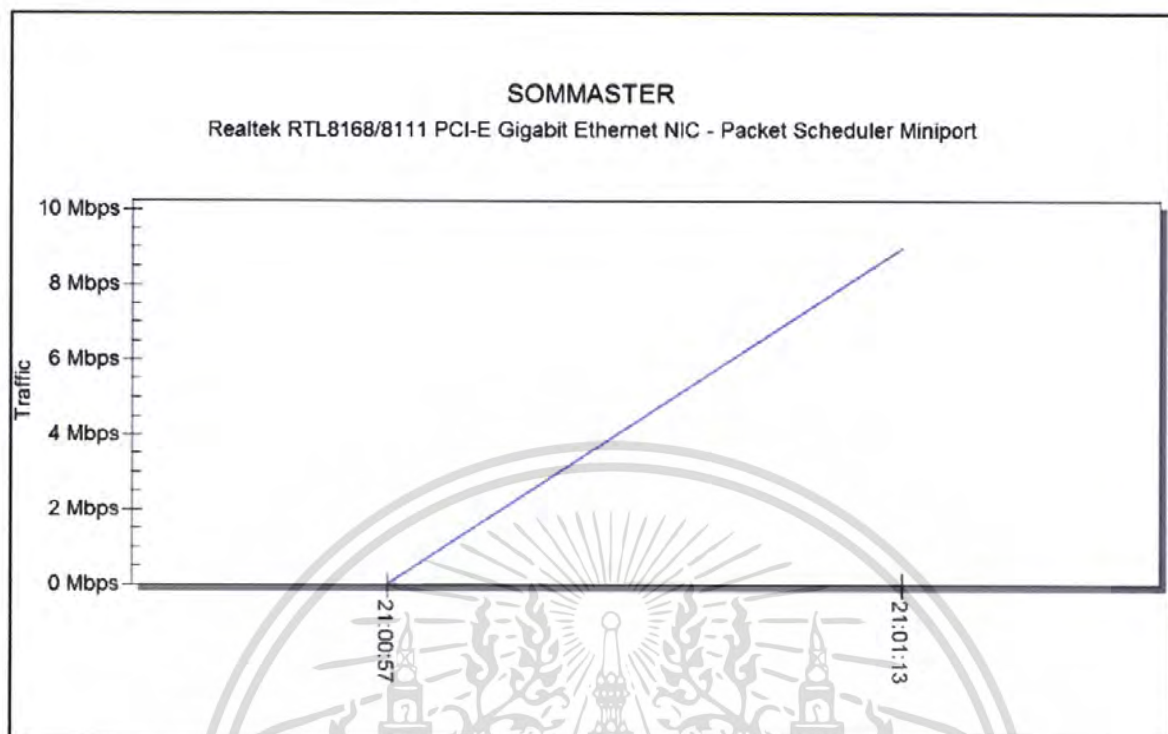 SOMMASTER
Realtek RTL8168/8111 PCI-E Gigabit Ethernet NIC - Packet Scheduler Miniport
10 Mbps
8 Mbps
6 Mbps
4 Mbps
2 Mbps
0 Mbps
Traffic
21:00:57
21:01:13